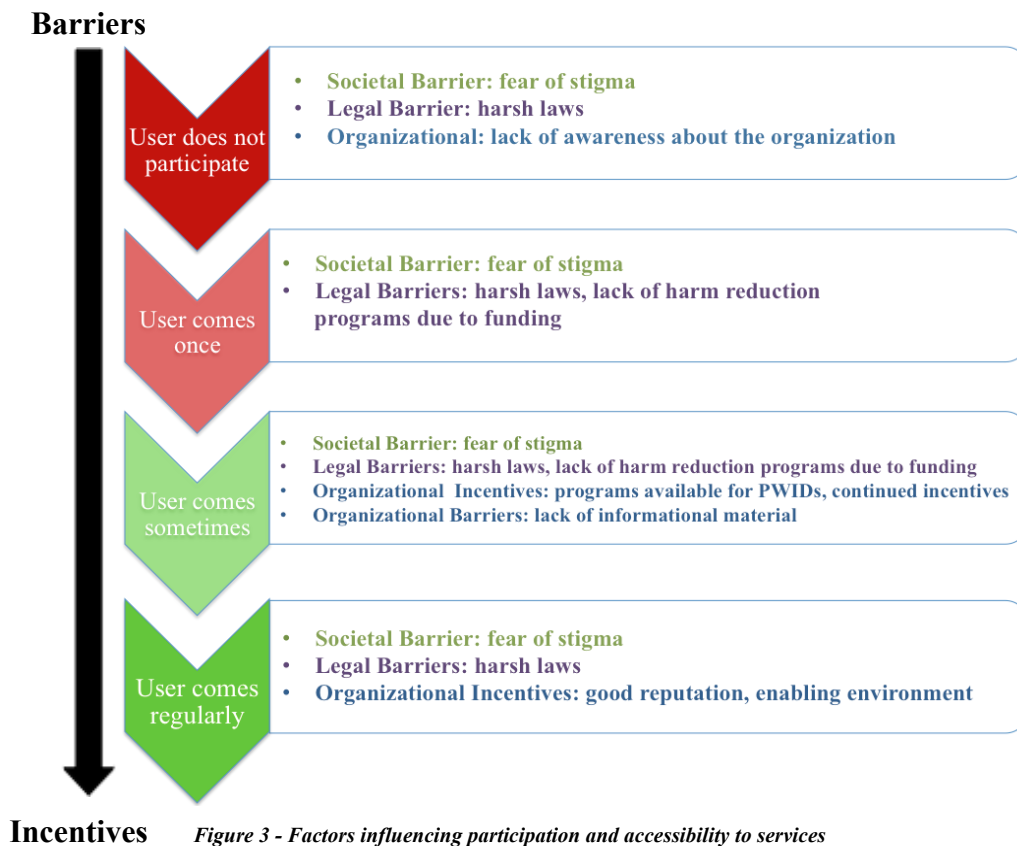 Barriers
User does not
participate
• Societal Barrier: fear of stigma
• Legal Barrier: harsh laws
• Organizational: lack of awareness about the organization
User comes
once
• Societal Barrier: fear of stigma
• Legal Barriers: harsh laws, lack of harm reduction
programs due to funding
User comes
sometimes
• Societal Barrier: fear of stigma
• Legal Barriers: harsh laws, lack of harm reduction programs due to funding
• Organizational Incentives: programs available for PWIDs, continued incentives
• Organizational Barriers: lack of informational material
User comes
regularly
• Societal Barrier: fear of stigma
• Legal Barriers: harsh laws
• Organizational Incentives: good reputation, enabling environment
Incentives
Figure 3 - Factors influencing participation and accessibility to services